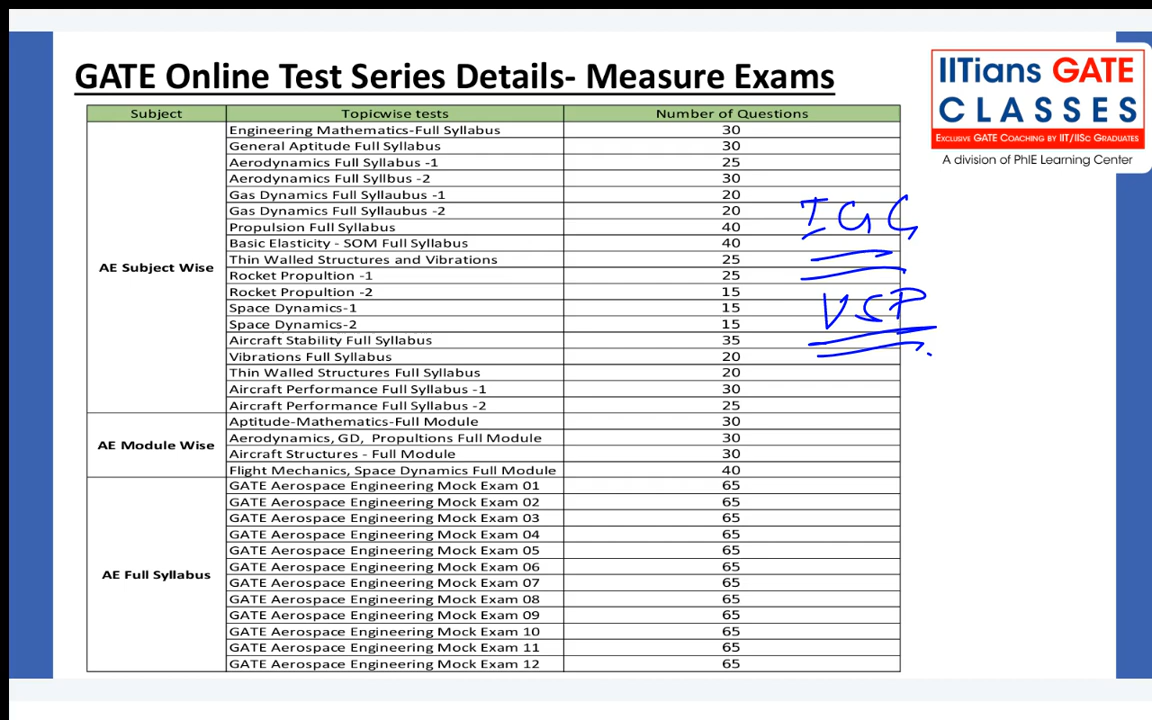 GATE Online Test Series Details- Measure Exams
IITians GATE
CLASSES
EXCLUSIVE GATE COACHING BY IIT/IISc GRADUATES
A division of PhIE Learning Center
Subject Topicwise tests Number of Questions
AE Subject Wise
Engineering Mathematics-Full Syllabus 30
General Aptitude Full Syllabus 30
Aerodynamics Full Syllabus -1 25
Aerodynamics Full Syllbus -2 30
Gas Dynamics Full Syllaubus -1 20
Gas Dynamics Full Syllaubus -2 20
Propulsion Full Syllabus 40
Basic Elasticity - SOM Full Syllabus 40
Thin Walled Structures and Vibrations 25
Rocket Propultion -1 25
Rocket Propultion -2 15
Space Dynamics-1 15
Space Dynamics-2 15
Aircraft Stability Full Syllabus 35
Vibrations Full Syllabus 20
Thin Walled Structures Full Syllabus 20
Aircraft Performance Full Syllabus -1 30
Aircraft Performance Full Syllabus -2 25
AE Module Wise
Aptitude-Mathematics-Full Module 30
Aerodynamics, GD, Propultions Full Module 30
Aircraft Structures - Full Module 30
Flight Mechanics, Space Dynamics Full Module 40
AE Full Syllabus
GATE Aerospace Engineering Mock Exam 01 65
GATE Aerospace Engineering Mock Exam 02 65
GATE Aerospace Engineering Mock Exam 03 65
GATE Aerospace Engineering Mock Exam 04 65
GATE Aerospace Engineering Mock Exam 05 65
GATE Aerospace Engineering Mock Exam 06 65
GATE Aerospace Engineering Mock Exam 07 65
GATE Aerospace Engineering Mock Exam 08 65
GATE Aerospace Engineering Mock Exam 09 65
GATE Aerospace Engineering Mock Exam 10 65
GATE Aerospace Engineering Mock Exam 11 65
GATE Aerospace Engineering Mock Exam 12 65
IGC
VSP